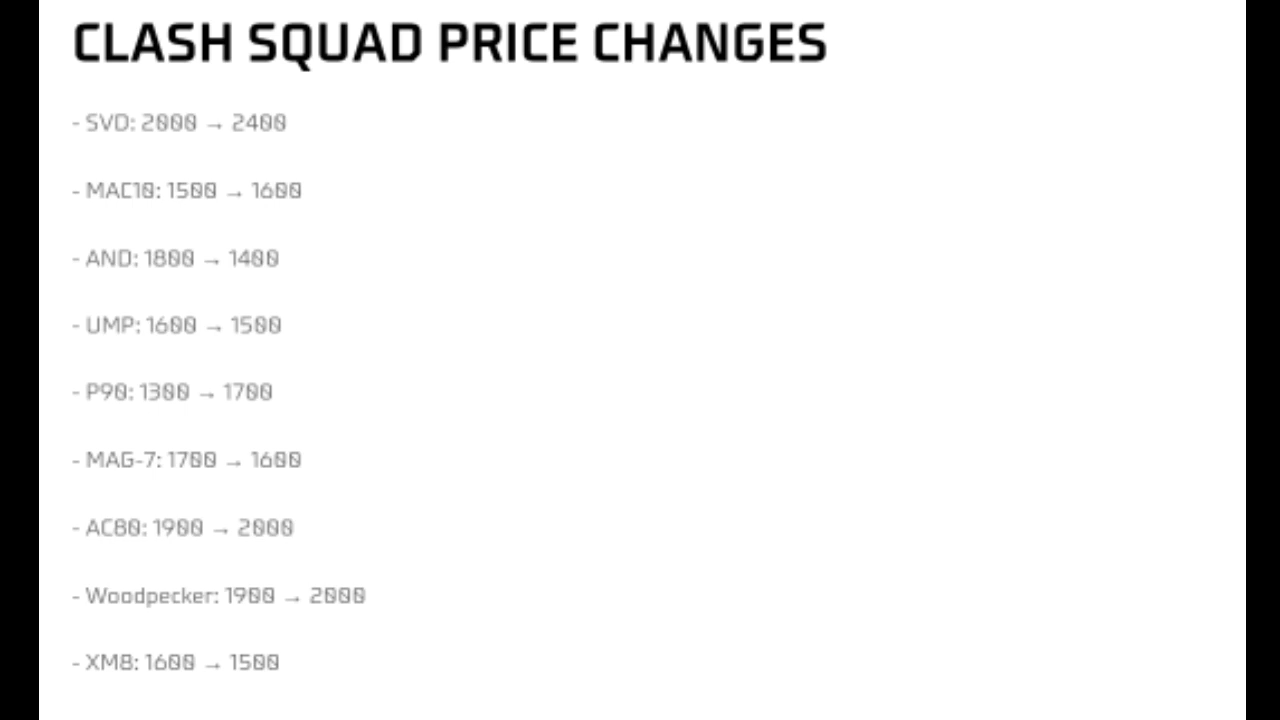 CLASH SQUAD PRICE CHANGES
- SVD: 2000 → 2400
- MAC10: 1500 → 1600
- AND: 1800 → 1400
- UMP: 1600 → 1500
- P90: 1300 → 1700
- MAG-7: 1700 → 1600
- AC80: 1900 → 2000
- Woodpecker: 1900 → 2000
- XM8: 1600 → 1500